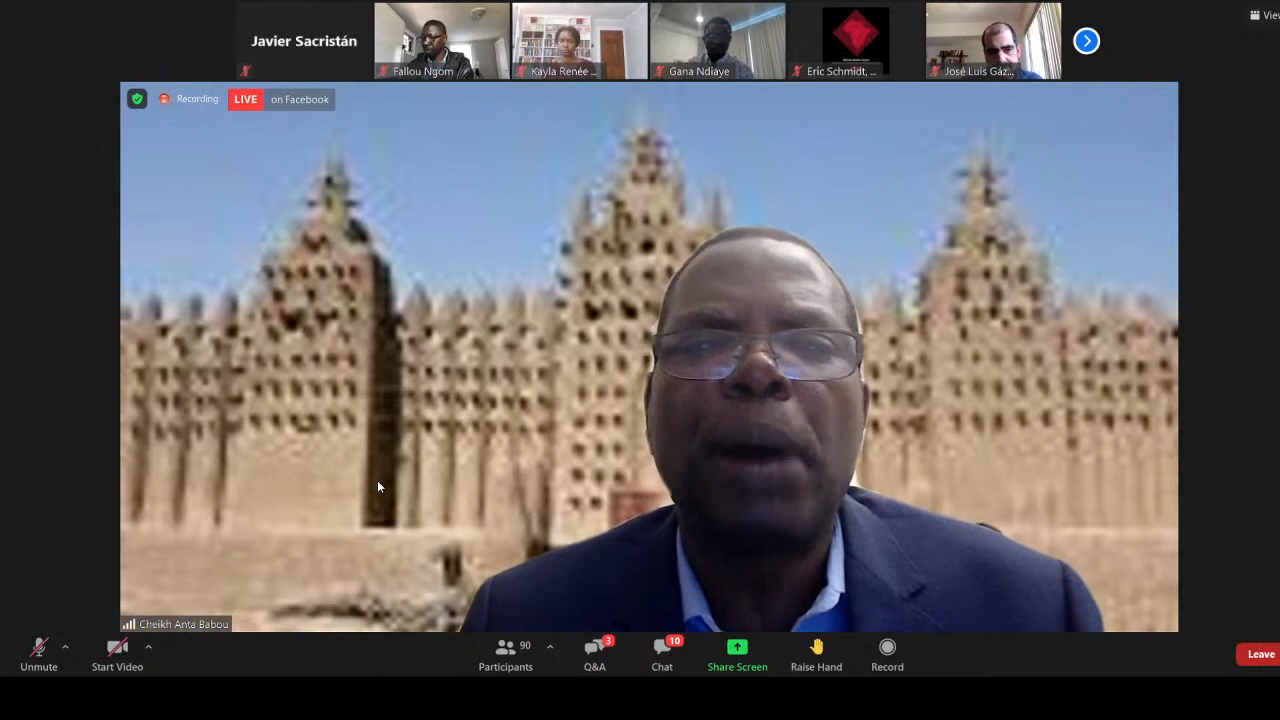 View
Javier Sacristán
Fallou Ngom
Kayla Renée ...
Gana Ndiaye
Eric Schmidt, ...
José Luis Gáz...
Recording
LIVE on Facebook
Cheikh Anta Babou
Unmute
Start Video
90
Participants
3
Q&A
10
Chat
Share Screen
Raise Hand
Record
Leave